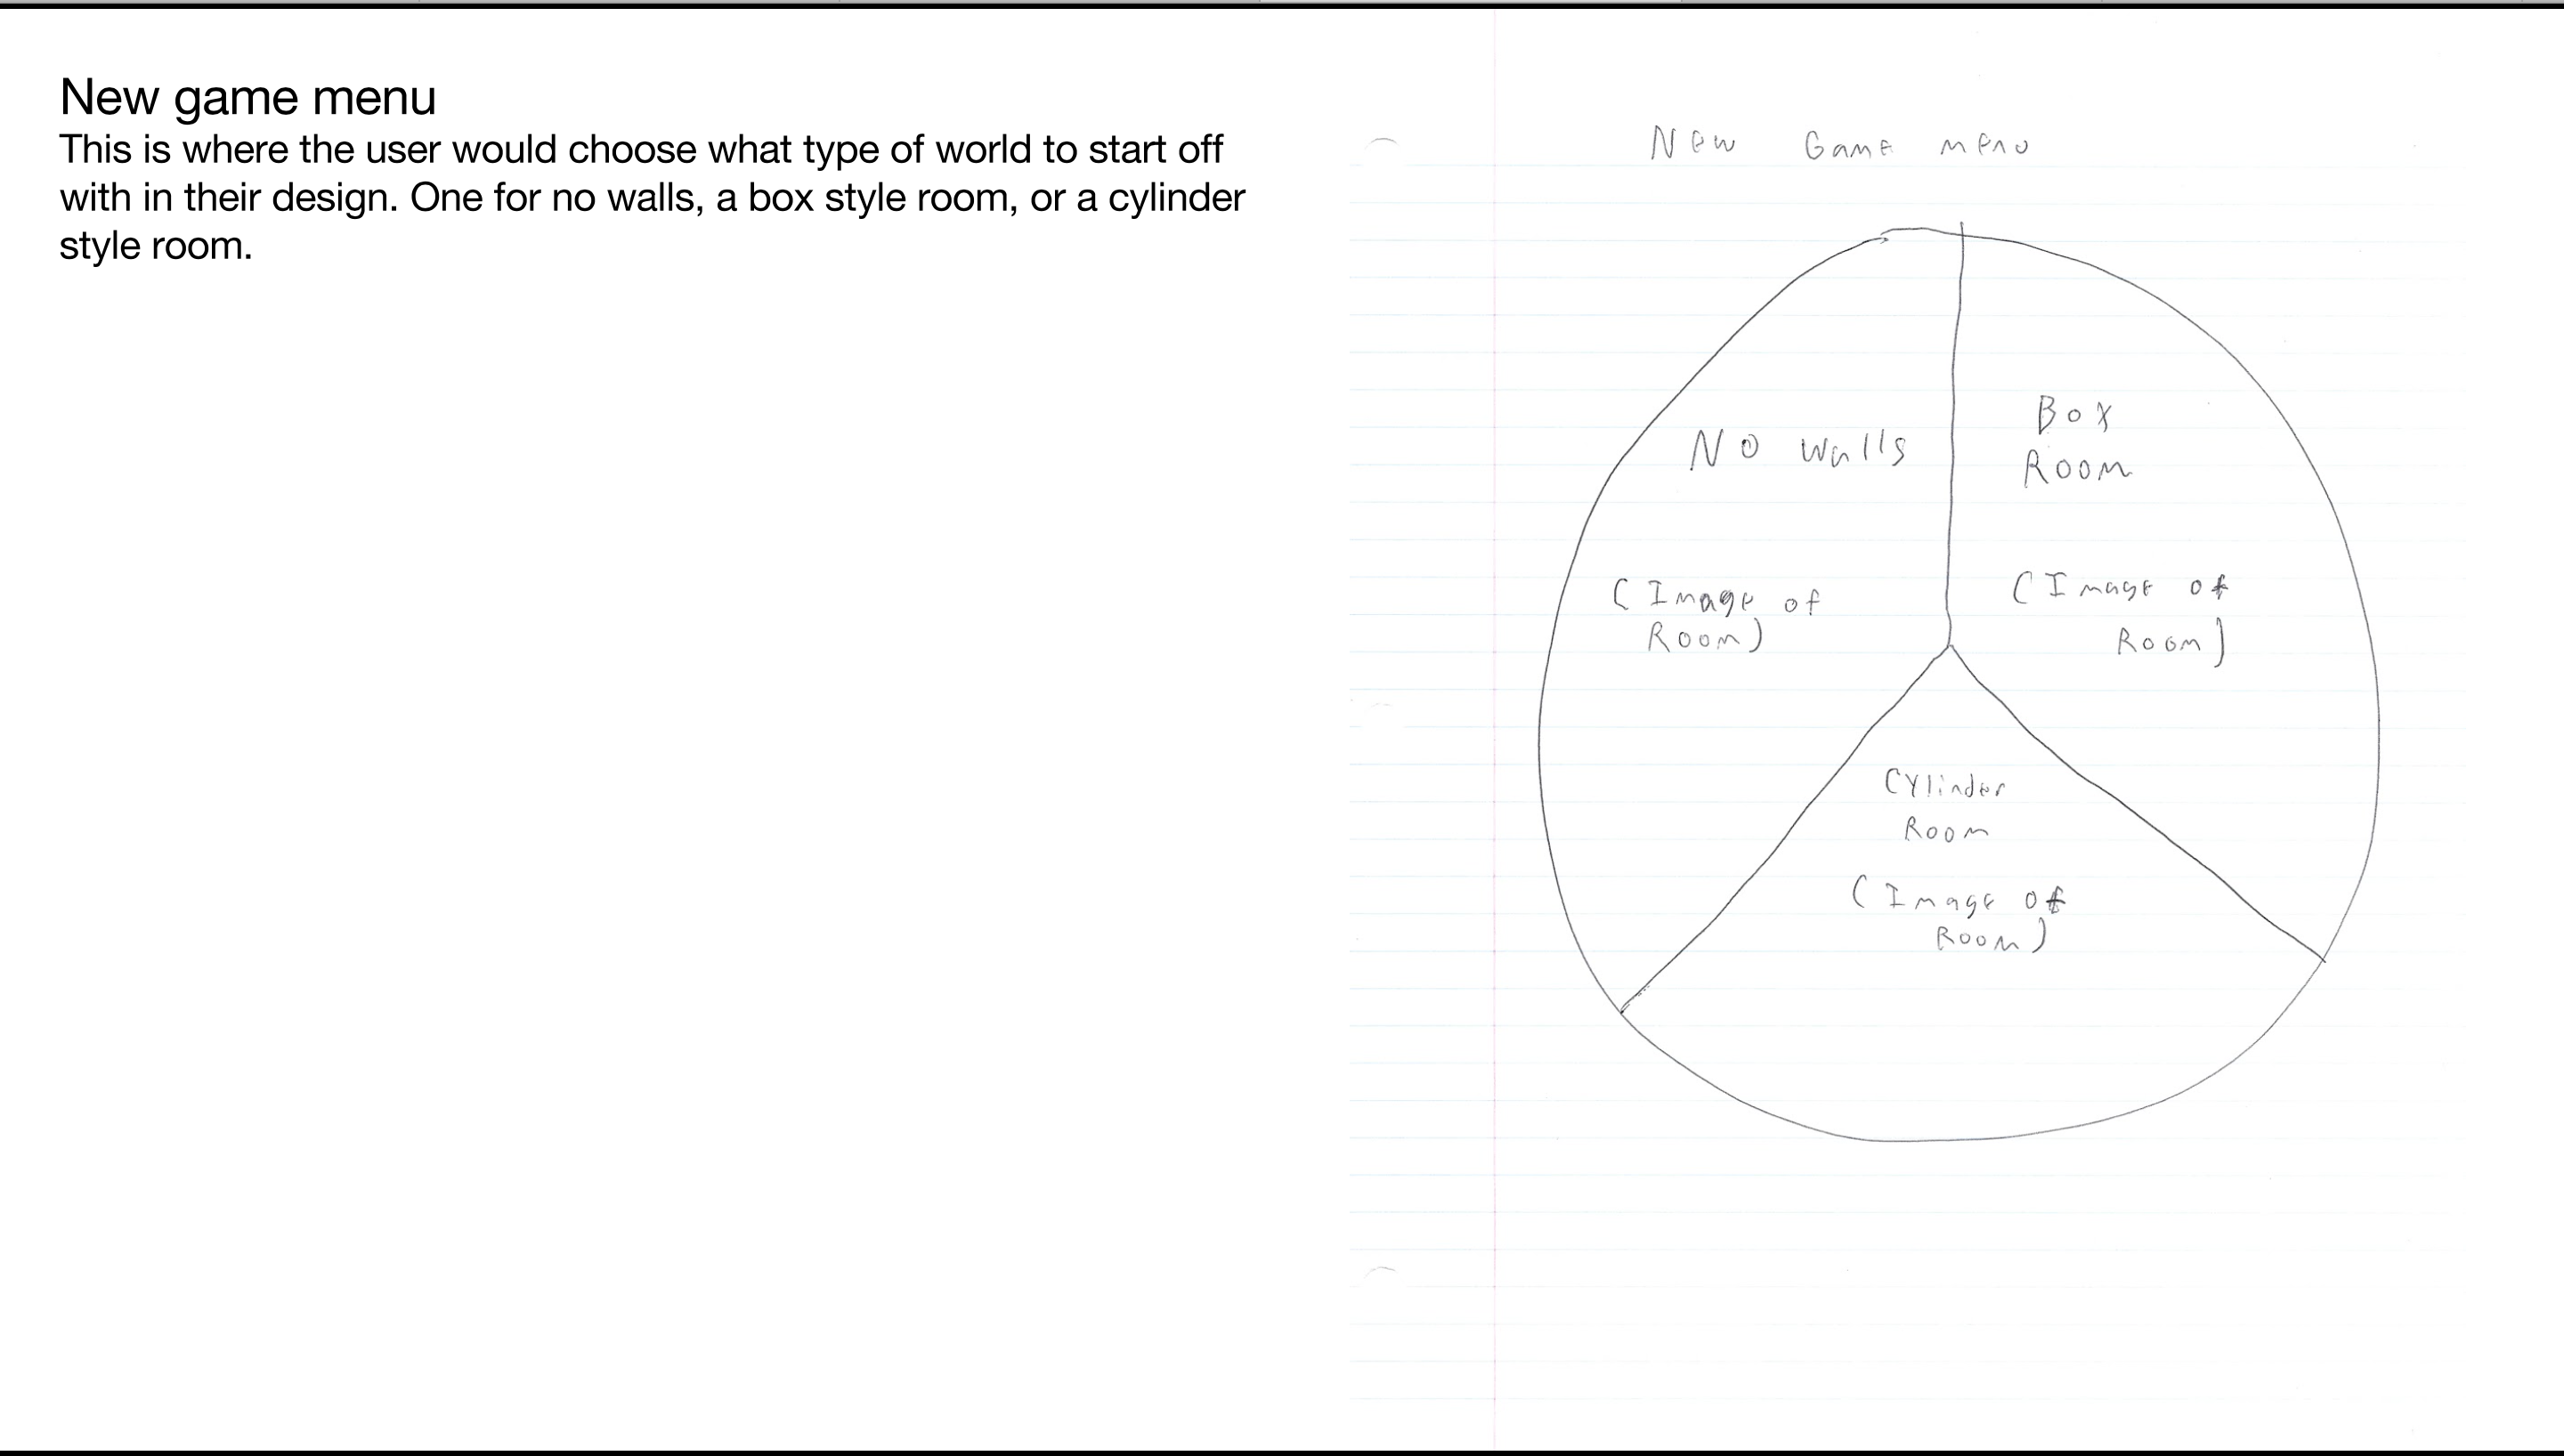 New game menu
This is where the user would choose what type of world to start off
with in their design. One for no walls, a box style room, or a cylinder
style room.
New Game menu
No walls
(Image of
Room)
Box
Room
(Image of
Room)
Cylinder
Room
(Image of
Room)